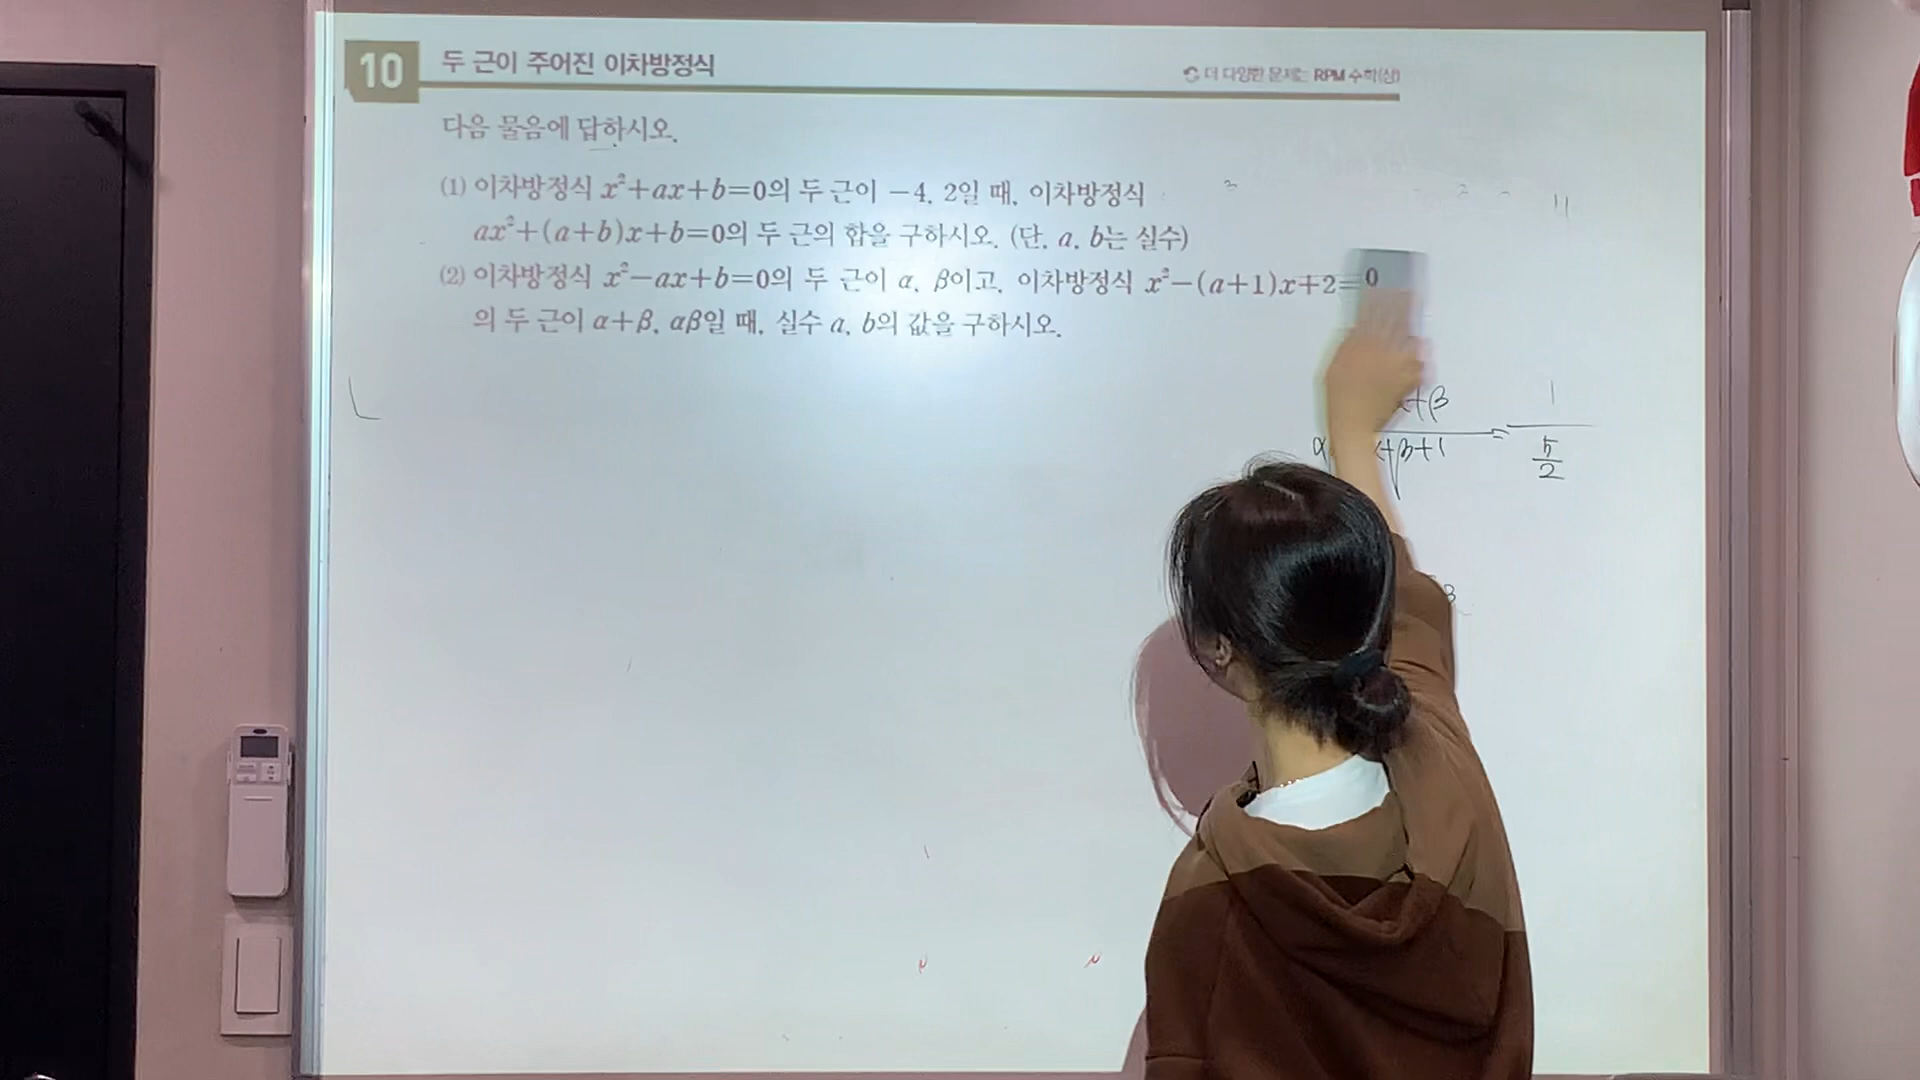 10 두 근이 주어진 이차방정식
더 다양한 문제는 RPM 수학(상)
다음 물음에 답하시오.
(1) 이차방정식 x²+ax+b=0의 두 근이 −4, 2일 때, 이차방정식
ax²+(a+b)x+b=0의 두 근의 합을 구하시오. (단, a, b는 실수)
(2) 이차방정식 x²−ax+b=0의 두 근이 α, β이고, 이차방정식 x²−(a+1)x+2=0
의 두 근이 α+β, αβ일 때, 실수 a, b의 값을 구하시오.
+β 1
+β+1 = 5/2